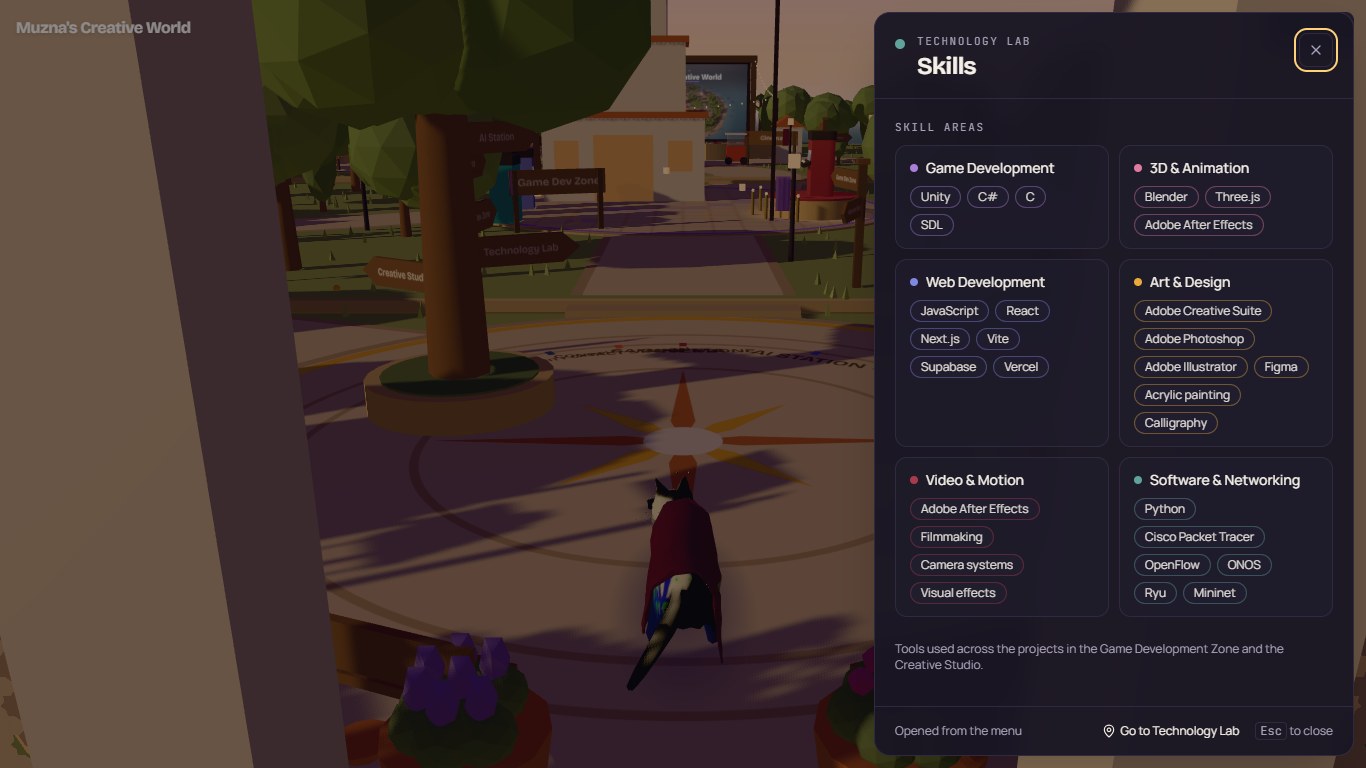 Muzna's Creative World
AI Station
Game Dev Zone
Technology Lab
Creative Stud
ative World
AI STATION
TECHNOLOGY LAB
Skills
SKILL AREAS
Game Development
Unity C# C
SDL
3D & Animation
Blender Three.js
Adobe After Effects
Web Development
JavaScript React
Next.js Vite
Supabase Vercel
Art & Design
Adobe Creative Suite
Adobe Photoshop
Adobe Illustrator Figma
Acrylic painting
Calligraphy
Video & Motion
Adobe After Effects
Filmmaking
Camera systems
Visual effects
Software & Networking
Python
Cisco Packet Tracer
OpenFlow ONOS
Ryu Mininet
Tools used across the projects in the Game Development Zone and the
Creative Studio.
Opened from the menu
Go to Technology Lab
Esc to close